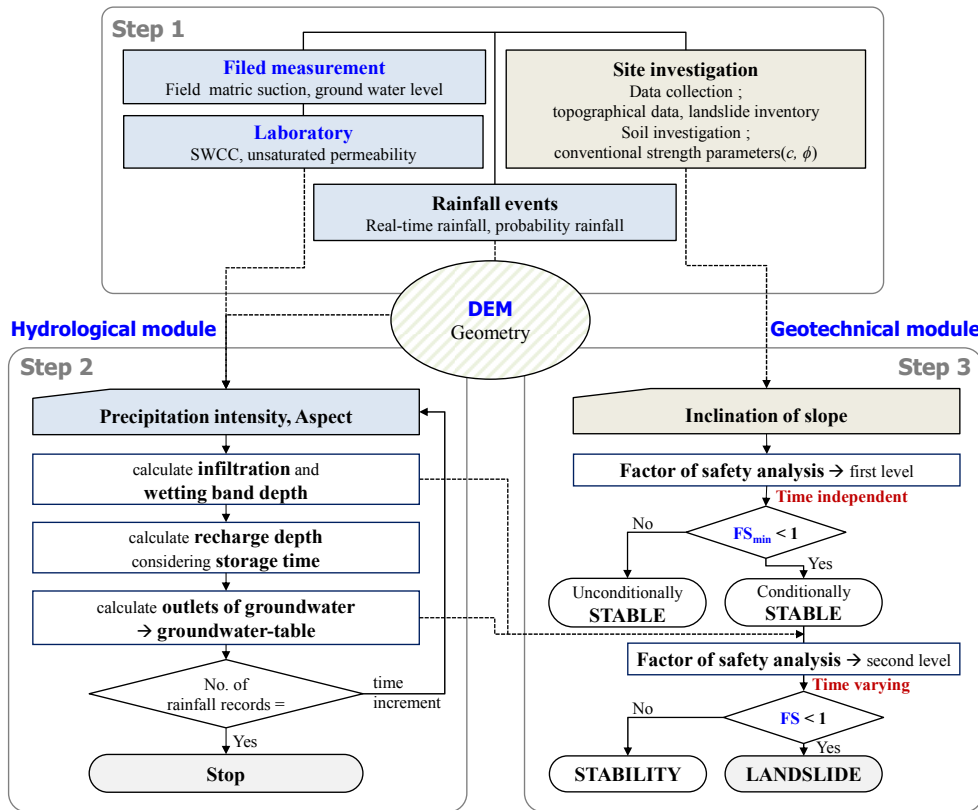 Step 1
Filed measurement
Field matric suction, ground water level
Laboratory
SWCC, unsaturated permeability
Site investigation
Data collection ;
topographical data, landslide inventory
Soil investigation ;
conventional strength parameters(c, ϕ)
Rainfall events
Real-time rainfall, probability rainfall
DEM
Geometry
Hydrological module
Geotechnical module
Step 2
Precipitation intensity, Aspect
calculate infiltration and
wetting band depth
calculate recharge depth
considering storage time
calculate outlets of groundwater
→ groundwater-table
No. of
rainfall records =
time
increment
Yes
Stop
Step 3
Inclination of slope
Factor of safety analysis → first level
Time independent
No
FSmin < 1
Yes
Unconditionally
STABLE
Conditionally
STABLE
Factor of safety analysis → second level
Time varying
No
FS < 1
Yes
STABILITY
LANDSLIDE